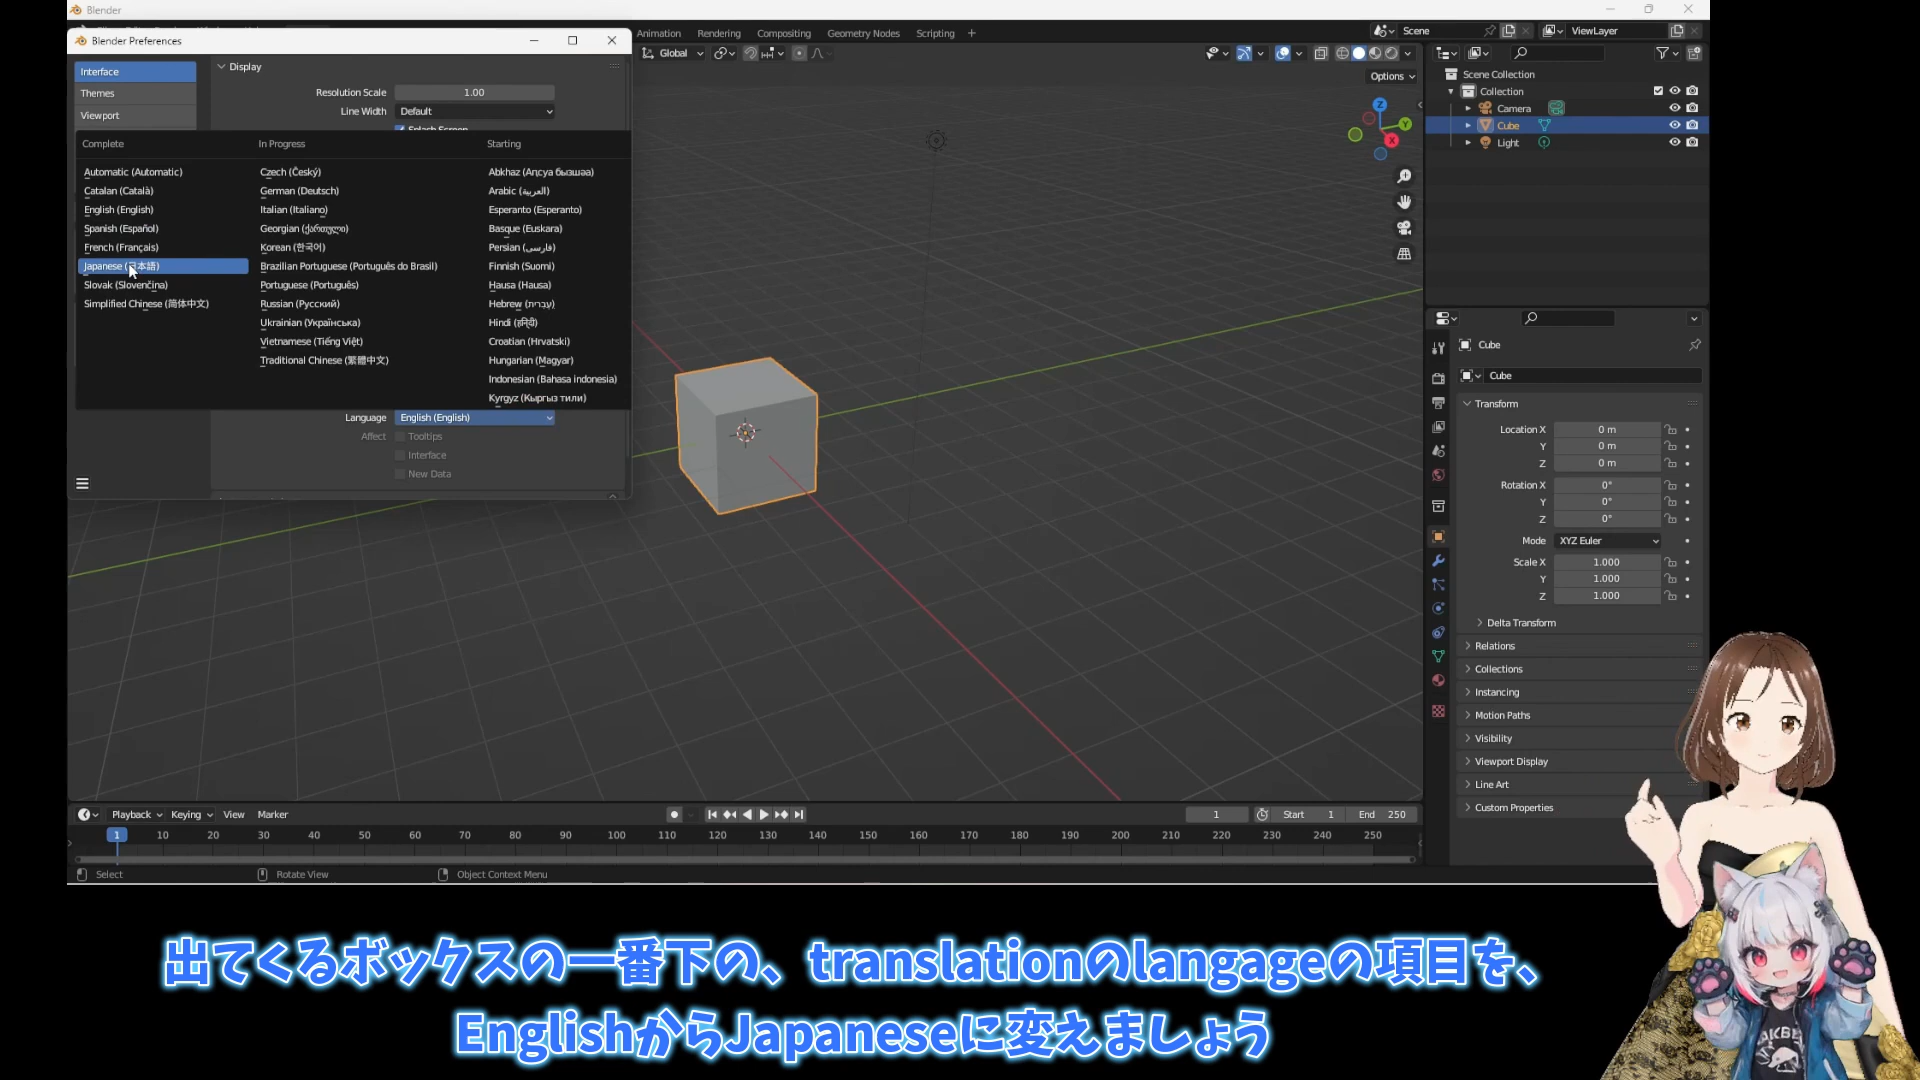 Blender
Blender Preferences
Animation
Rendering
Compositing
Geometry Nodes
Scripting
+
Scene
ViewLayer
Global
Options
Interface
Themes
Viewport
Display
Resolution Scale 1.00
Line Width Default
Splash Screen
Complete
Automatic (Automatic)
Catalan (Català)
English (English)
Spanish (Español)
French (Français)
Japanese (日本語)
Slovak (Slovenčina)
Simplified Chinese (简体中文)
In Progress
Czech (Český)
German (Deutsch)
Italian (Italiano)
Georgian (ქართული)
Korean (한국어)
Brazilian Portuguese (Português do Brasil)
Portuguese (Português)
Russian (Русский)
Ukrainian (Українська)
Vietnamese (Tiếng Việt)
Traditional Chinese (繁體中文)
Starting
Abkhaz (Аԥсуа бызшәа)
Arabic (العربية)
Esperanto (Esperanto)
Basque (Euskara)
Persian (فارسی)
Finnish (Suomi)
Hausa (Hausa)
Hebrew (עברית)
Hindi (हिन्दी)
Croatian (Hrvatski)
Hungarian (Magyar)
Indonesian (Bahasa indonesia)
Kyrgyz (Кыргыз тили)
Language English (English)
Affect Tooltips
Interface
New Data
Z
Y
X
Scene Collection
Collection
Camera
Cube
Light
Cube
Cube
Transform
Location X 0 m
Y 0 m
Z 0 m
Rotation X 0°
Y 0°
Z 0°
Mode XYZ Euler
Scale X 1.000
Y 1.000
Z 1.000
Delta Transform
Relations
Collections
Instancing
Motion Paths
Visibility
Viewport Display
Line Art
Custom Properties
Playback Keying View Marker
1 Start 1 End 250
1 10 20 30 40 50 60 70 80 90 100 110 120 130 140 150 160 170 180 190 200 210 220 230 240 250
Select
Rotate View
Object Context Menu
出てくるボックスの一番下の、translationのlangageの項目を、
EnglishからJapaneseに変えましょう